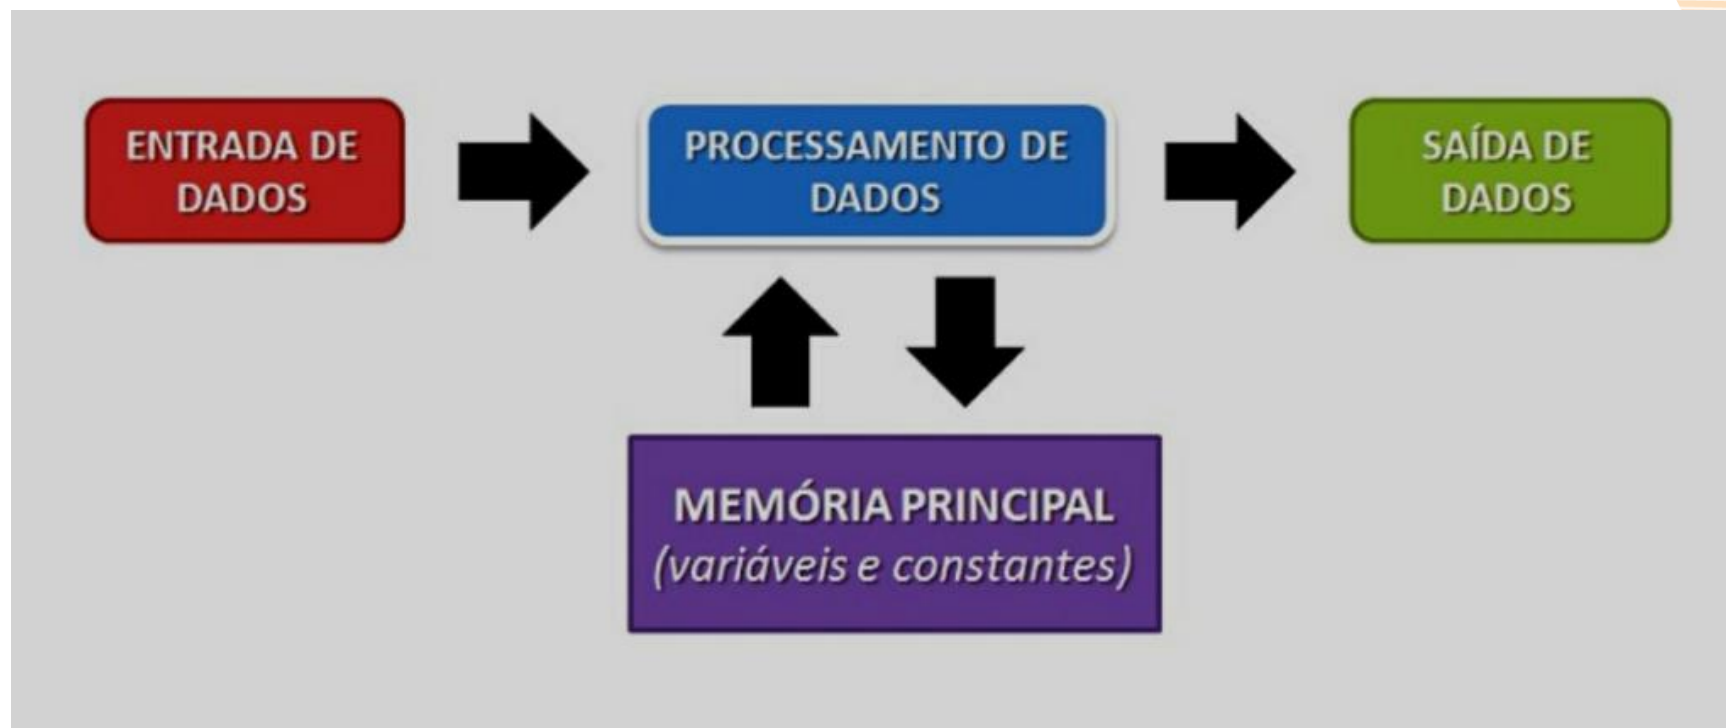 ENTRADA DE
DADOS
PROCESSAMENTO DE
DADOS
SAÍDA DE
DADOS
MEMÓRIA PRINCIPAL
(variáveis e constantes)